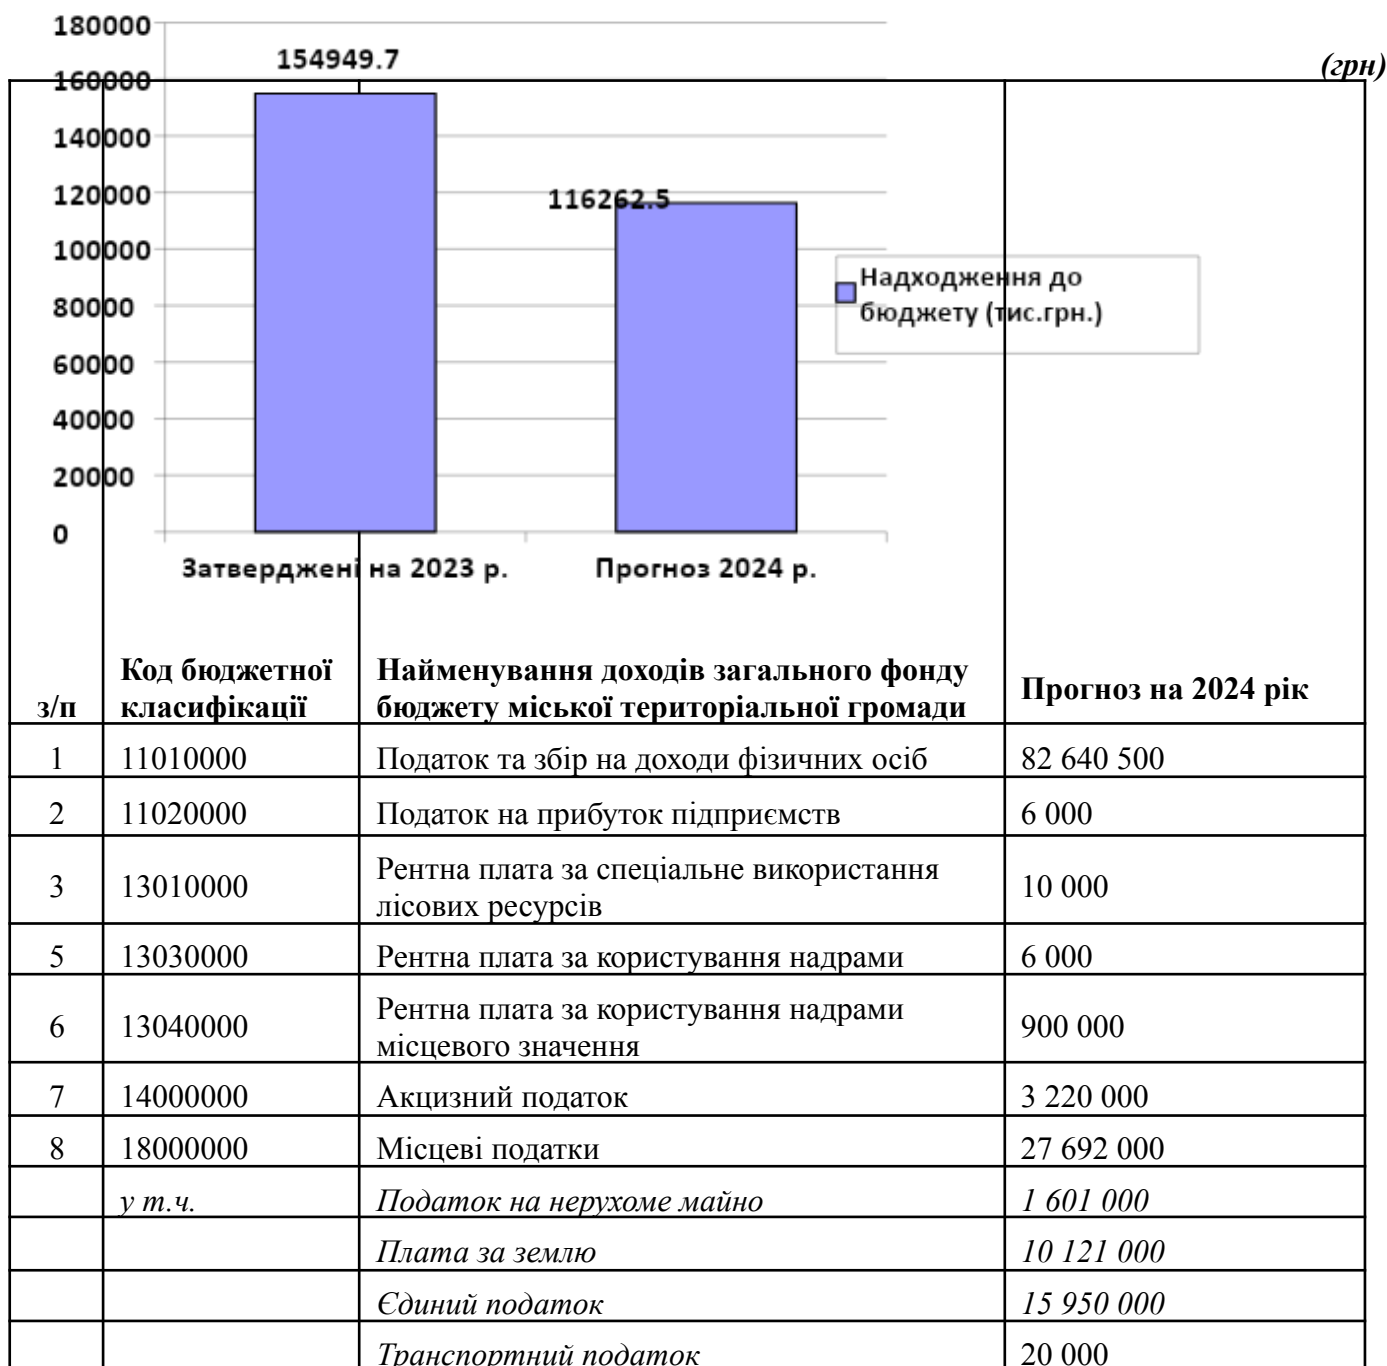 180000
154949.7
(грн)
160000
140000
120000
116262.5
100000
Надходження до
80000
бюджету (тис.грн.)
60000
40000
20000
0
Затверджені на 2023 р. Прогноз 2024 р.
з/п Код бюджетної класифікації Найменування доходів загального фонду бюджету міської територіальної громади Прогноз на 2024 рік
1 11010000 Податок та збір на доходи фізичних осіб 82 640 500
2 11020000 Податок на прибуток підприємств 6 000
3 13010000 Рентна плата за спеціальне використання
лісових ресурсів 10 000
5 13030000 Рентна плата за користування надрами 6 000
6 13040000 Рентна плата за користування надрами
місцевого значення 900 000
7 14000000 Акцизний податок 3 220 000
8 18000000 Місцеві податки 27 692 000
у т.ч. Податок на нерухоме майно 1 601 000
Плата за землю 10 121 000
Єдиний податок 15 950 000
Транспортний податок 20 000